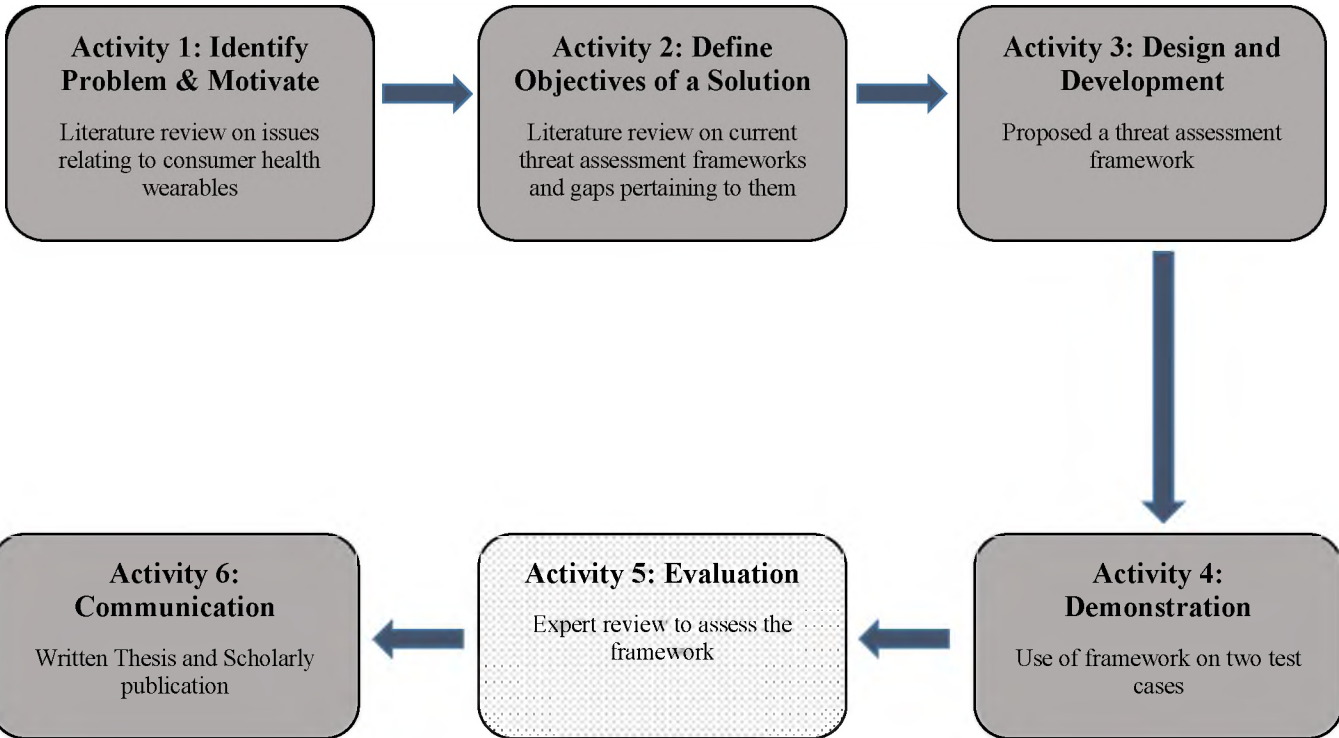 Activity 1: Identify
Problem & Motivate
Literature review on issues
relating to consumer health
wearables
Activity 2: Define
Objectives of a Solution
Literature review on current
threat assessment frameworks
and gaps pertaining to them
Activity 3: Design and
Development
Proposed a threat assessment
framework
Activity 4:
Demonstration
Use of framework on two test
cases
Activity 5: Evaluation
Expert review to assess the
framework
Activity 6:
Communication
Written Thesis and Scholarly
publication